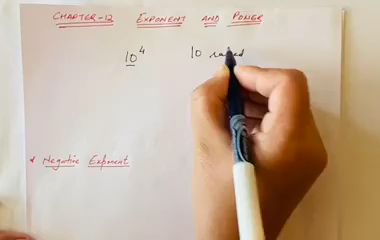 CHAPTER-12 EXPONENT AND POWER
10⁴ 10 raised
* Negative Exponent